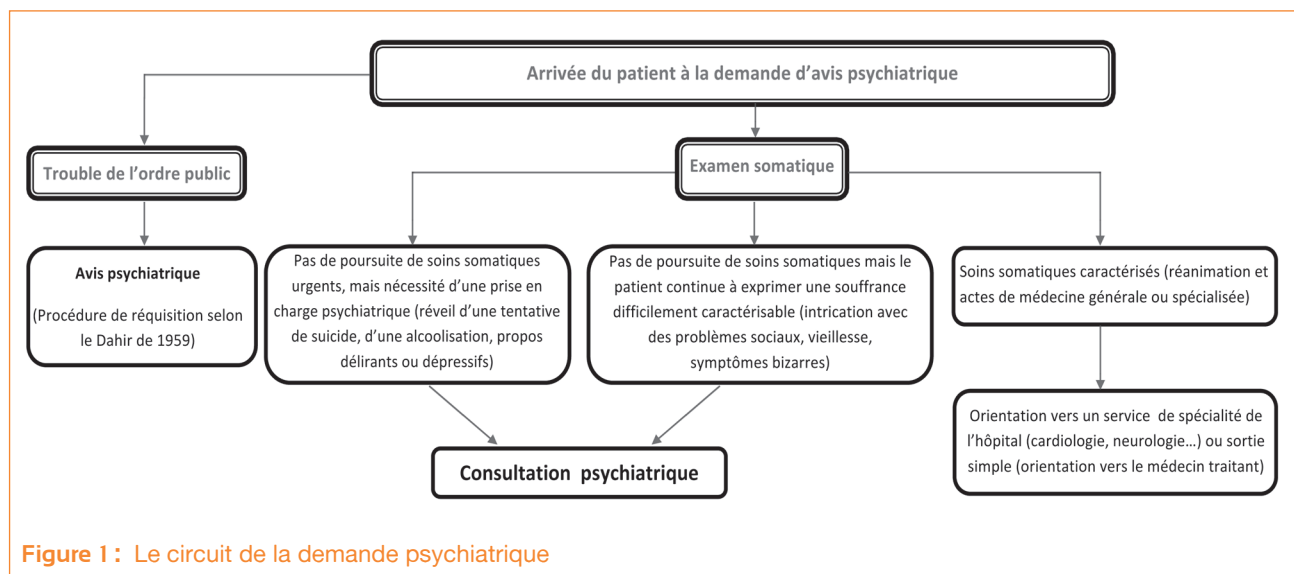 Arrivée du patient à la demande d’avis psychiatrique
Trouble de l’ordre public
Examen somatique
Avis psychiatrique
(Procédure de réquisition selon
le Dahir de 1959)
Pas de poursuite de soins somatiques
urgents, mais nécessité d’une prise en
charge psychiatrique (réveil d’une tentative
de suicide, d’une alcoolisation, propos
délirants ou dépressifs)
Pas de poursuite de soins somatiques mais le
patient continue à exprimer une souffrance
difficilement caractérisable (intrication avec
des problèmes sociaux, vieillesse,
symptômes bizarres)
Soins somatiques caractérisés (réanimation et
actes de médecine générale ou spécialisée)
Orientation vers un service de spécialité de
l’hôpital (cardiologie, neurologie…) ou sortie
simple (orientation vers le médecin traitant)
Consultation psychiatrique
Figure 1 : Le circuit de la demande psychiatrique